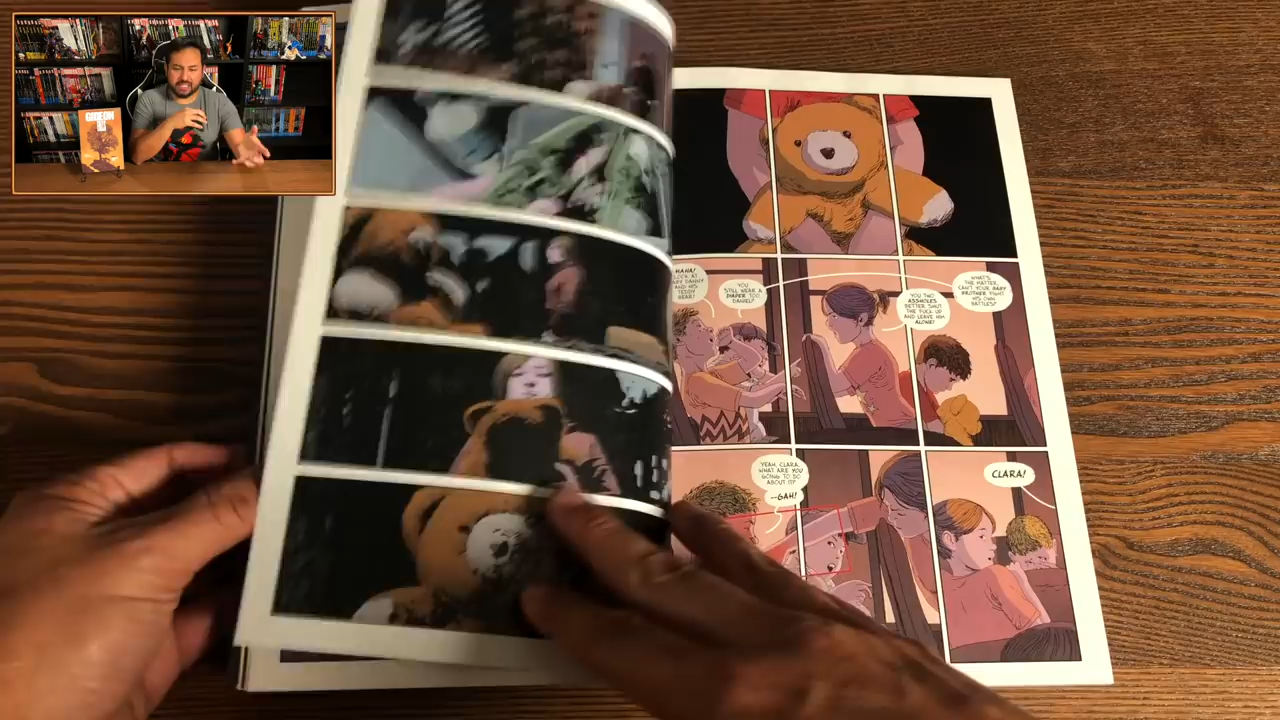 GIDEON
HAHA!
LOOK AT
DANNY
AND HIS
TEDDY
BEAR!
YOU
STILL WEAR A
DIAPER TOO,
DANIEL?
YOU TWO
ASSHOLES
BETTER SHUT
THE FUCK UP
AND LEAVE HIM
ALONE!
WHAT'S
THE MATTER,
CAN'T YOUR BABY
BROTHER FIGHT
HIS OWN
BATTLES?
YEAH, CLARA,
WHAT ARE YOU
GOING TO DO
ABOUT IT?
--GAH!
CLARA!